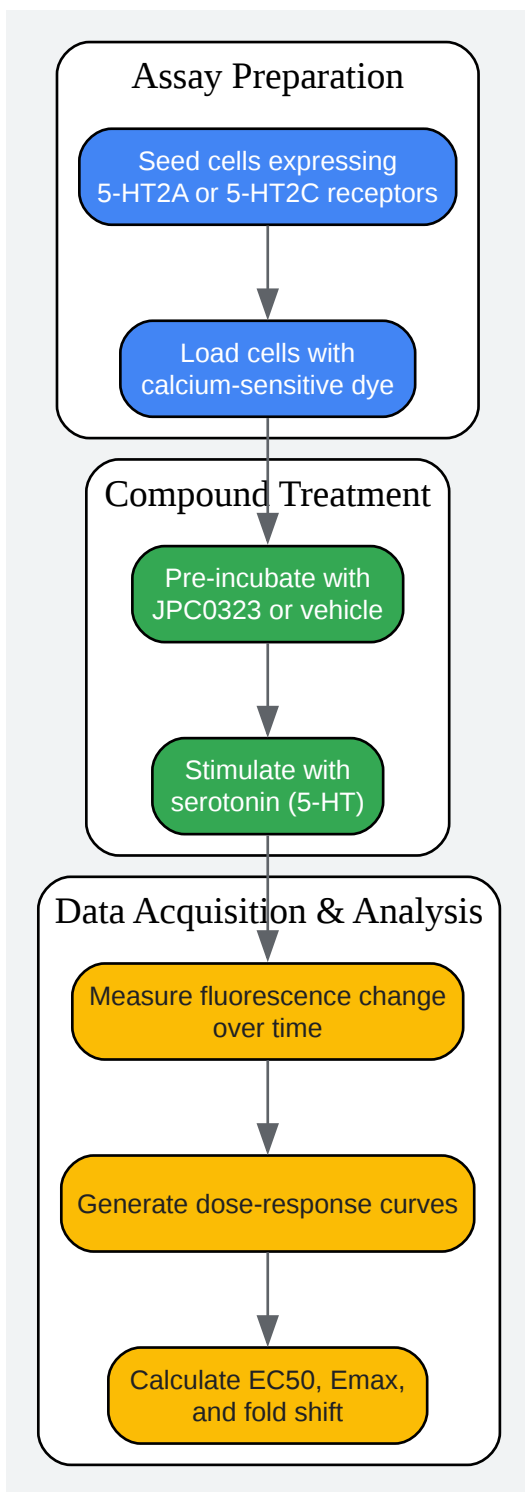 Assay Preparation
Seed cells expressing
5-HT2A or 5-HT2C receptors
Load cells with
calcium-sensitive dye
Compound Treatment
Pre-incubate with
JPC0323 or vehicle
Stimulate with
serotonin (5-HT)
Data Acquisition & Analysis
Measure fluorescence change
over time
Generate dose-response curves
Calculate EC50, Emax,
and fold shift